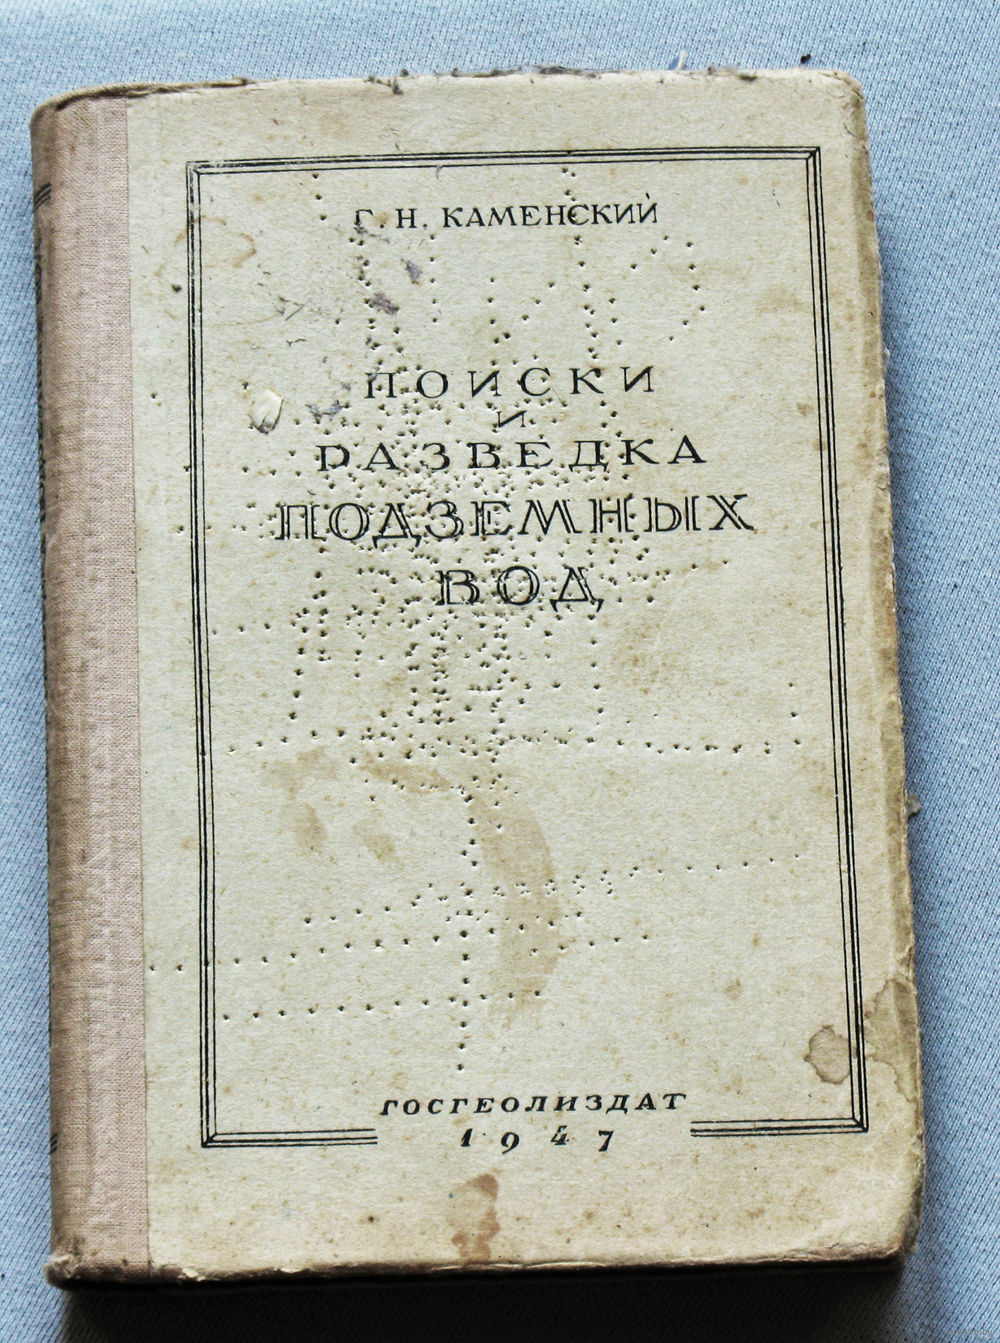 Г. Н. КАМЕНСКИЙ
ПОИСКИ
И
РАЗВЕДКА
ПОДЗЕМНЫХ
ВОД
ГОСГЕОЛИЗДАТ
1947